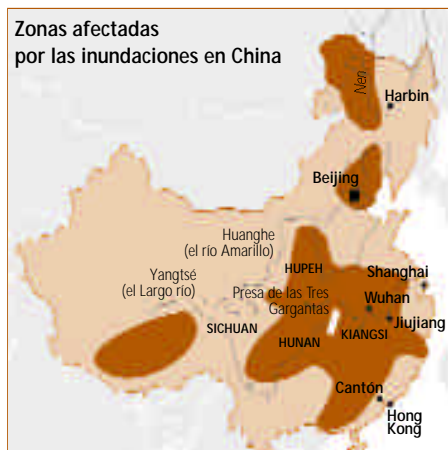 Zonas afectadas
por las inundaciones en China
Nen
Harbin
Beijing
Huanghe
(el río Amarillo)
Yangtsé
(el Largo río)
HUPEH
Shanghai
Presa de las Tres
Gargantas
Wuhan
Jiujiang
SICHUAN
HUNAN
KIANGSI
Cantón
Hong
Kong